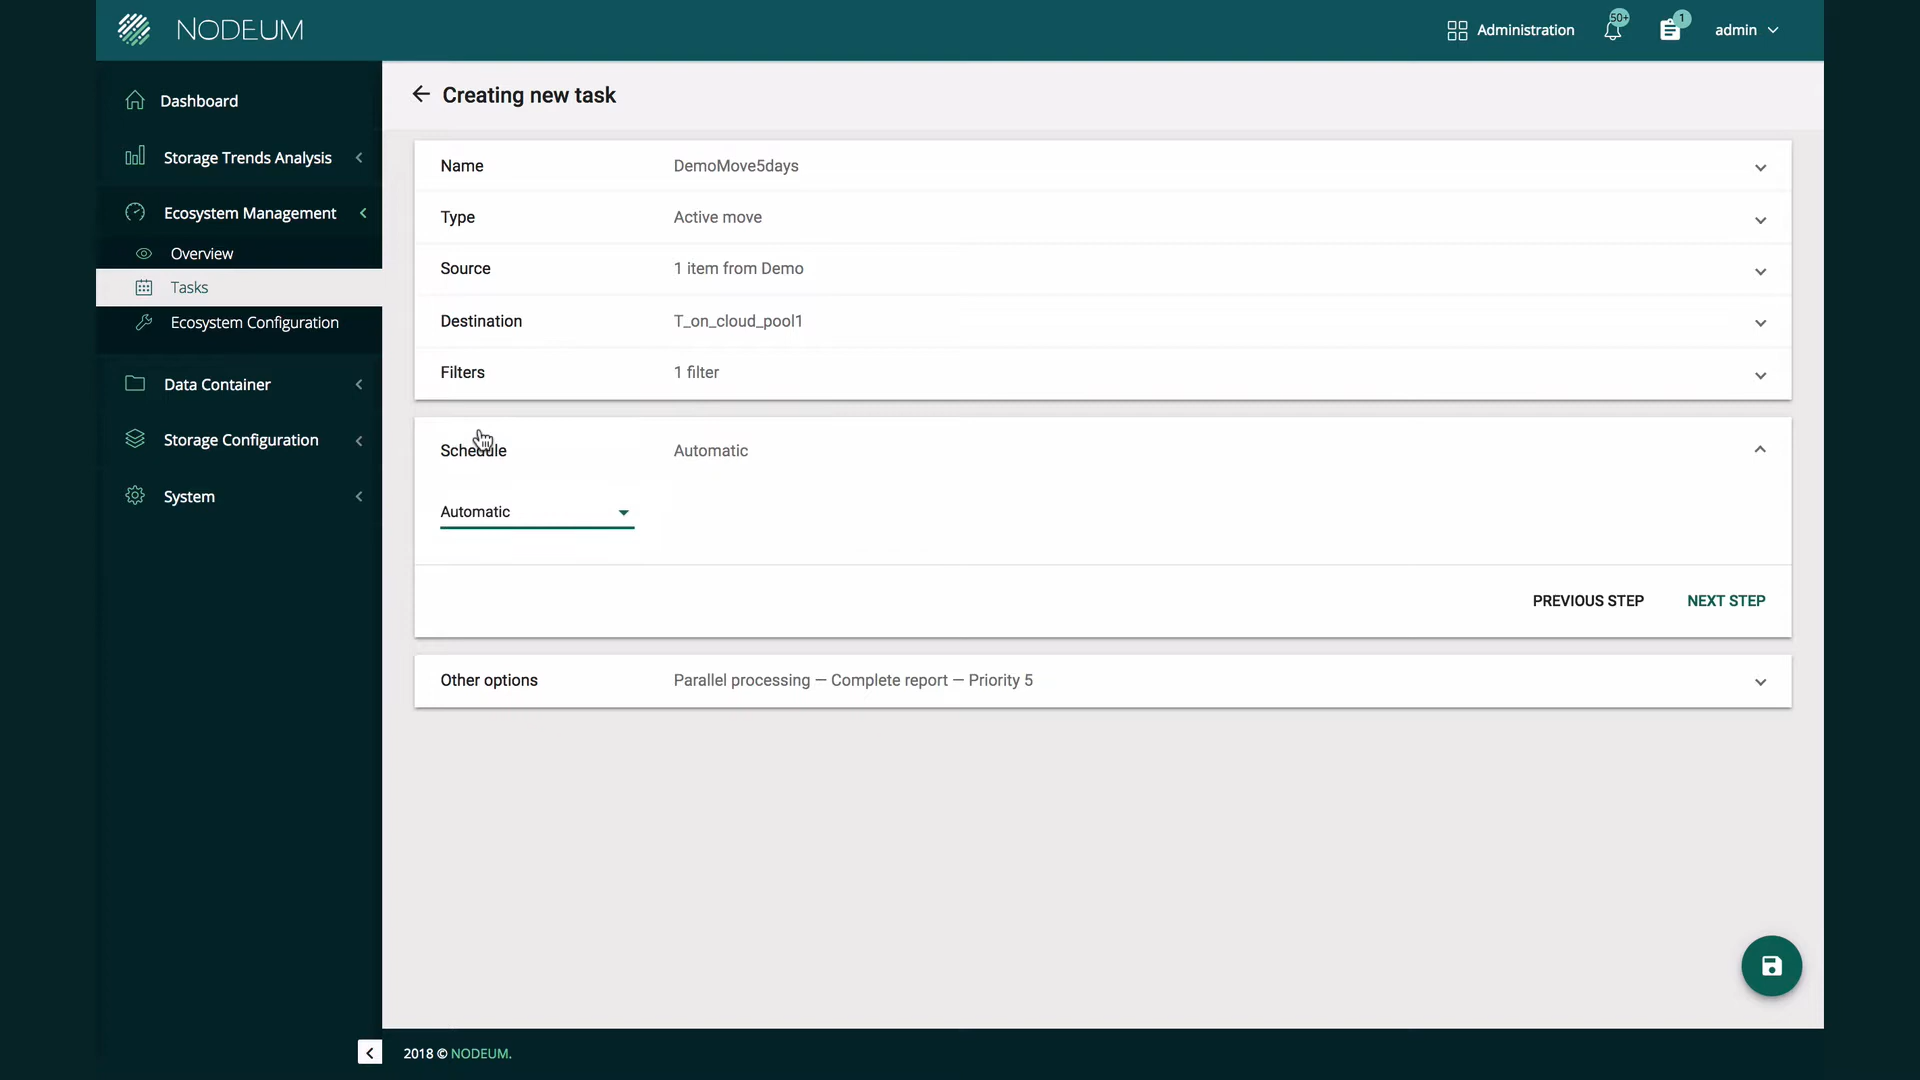 NODEUM
Administration
50+
1
admin
Dashboard
Storage Trends Analysis
Ecosystem Management
Overview
Tasks
Ecosystem Configuration
Data Container
Storage Configuration
System
Creating new task
Name DemoMove5days
Type Active move
Source 1 item from Demo
Destination T_on_cloud_pool1
Filters 1 filter
Schedule Automatic
Automatic
PREVIOUS STEP NEXT STEP
Other options Parallel processing — Complete report — Priority 5
2018 © NODEUM.